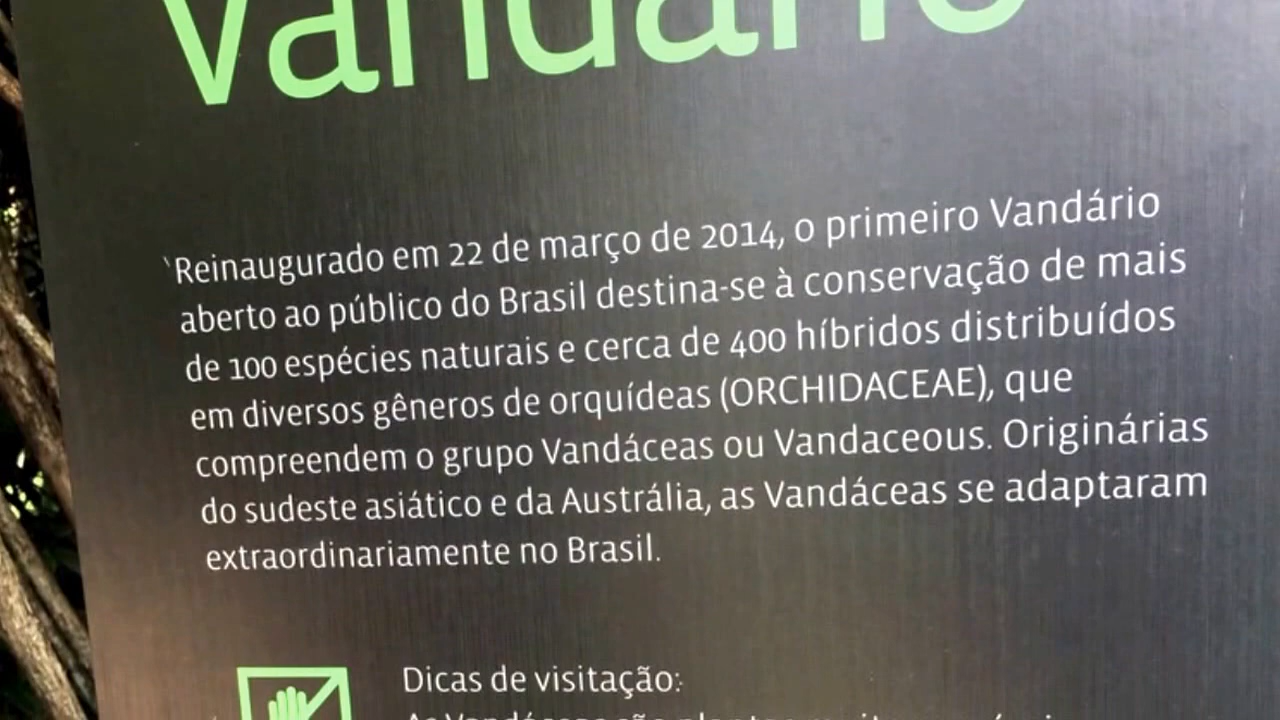 Vandário
Reinaugurado em 22 de março de 2014, o primeiro Vandário
aberto ao público do Brasil destina-se à conservação de mais
de 100 espécies naturais e cerca de 400 híbridos distribuídos
em diversos gêneros de orquídeas (ORCHIDACEAE), que
compreendem o grupo Vandáceas ou Vandaceous. Originárias
do sudeste asiático e da Austrália, as Vandáceas se adaptaram
extraordinariamente no Brasil.
Dicas de visitação: